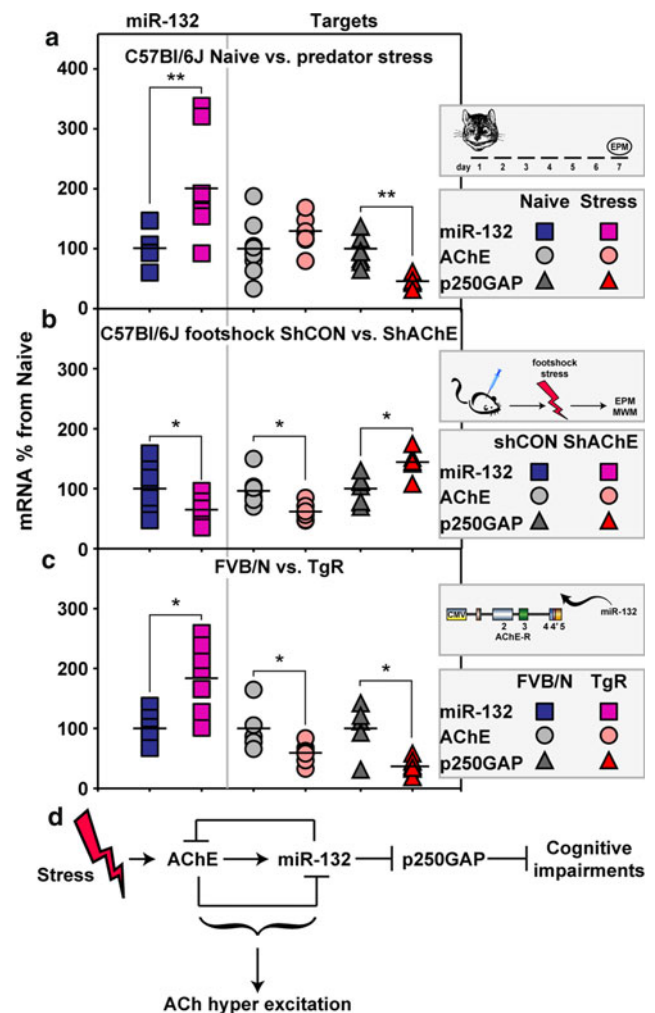 miR-132 Targets
a
C57Bl/6J Naive vs. predator stress
400
300
200
100
0
**
**
EPM
day 1 2 3 4 5 6 7
Naive Stress
miR-132
AChE
p250GAP
b
C57Bl/6J footshock ShCON vs. ShAChE
300
200
100
0
*
*
*
footshock
stress
EPM
MWM
shCON ShAChE
miR-132
AChE
p250GAP
mRNA % from Naive
c
FVB/N vs. TgR
300
200
100
0
*
*
*
CMV
2 3 4 4' 5
AChE-R
miR-132
FVB/N TgR
miR-132
AChE
p250GAP
d
Stress
AChE miR-132 p250GAP
Cognitive
impairments
ACh hyper excitation